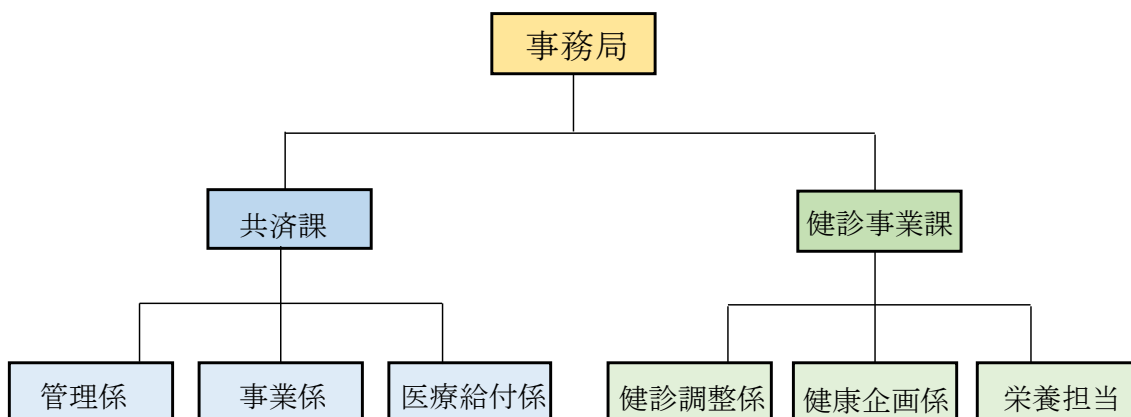 事務局
共済課
健診事業課
管理係
事業係
医療給付係
健診調整係
健康企画係
栄養担当